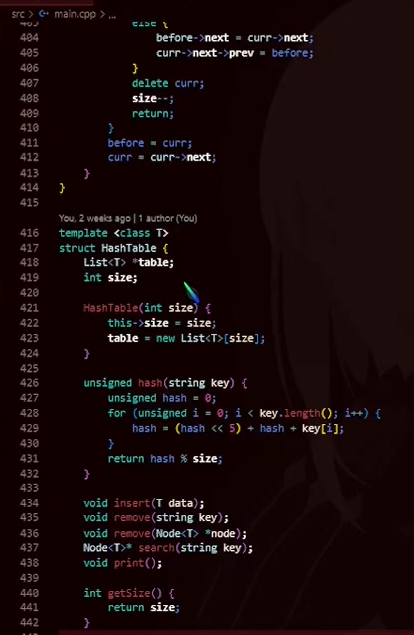 src > main.cpp > ...
403 else {
404 before->next = curr->next;
405 curr->next->prev = before;
406 }
407 delete curr;
408 size--;
409 return;
410 }
411 before = curr;
412 curr = curr->next;
413 }
414 }
415
You, 2 weeks ago | 1 author (You)
416 template <class T>
417 struct HashTable {
418 List<T> *table;
419 int size;
420
421 HashTable(int size) {
422 this->size = size;
423 table = new List<T>[size];
424 }
425
426 unsigned hash(string key) {
427 unsigned hash = 0;
428 for (unsigned i = 0; i < key.length(); i++) {
429 hash = (hash << 5) + hash + key[i];
430 }
431 return hash % size;
432 }
433
434 void insert(T data);
435 void remove(string key);
436 void remove(Node<T> *node);
437 Node<T>* search(string key);
438 void print();
439
440 int getSize() {
441 return size;
442 }